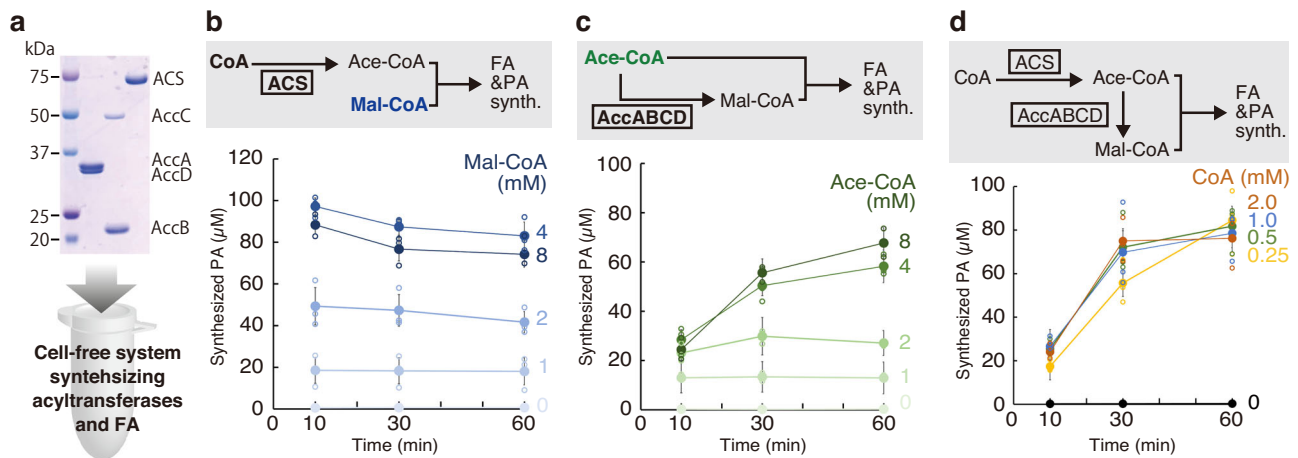 a
kDa
75
50
37
25
20
ACS
AccC
AccA
AccD
AccB
Cell-free system
syntehsizing
acyltransferases
and FA
b
CoA
ACS
Ace-CoA
Mal-CoA
FA
&PA
synth.
Mal-CoA
(mM)
Synthesized PA (µM)
120
100
80
60
40
20
0
4
8
2
1
0
0 10 30 60
Time (min)
c
Ace-CoA
AccABCD
Mal-CoA
FA
&PA
synth.
Ace-CoA
(mM)
Synthesized PA (µM)
100
80
60
40
20
0
8
4
2
1
0
0 10 30 60
Time (min)
d
CoA
ACS
Ace-CoA
AccABCD
Mal-CoA
FA
&PA
synth.
CoA (mM)
2.0
1.0
0.5
0.25
0
Synthesized PA (µM)
100
80
60
40
20
0
0 10 30 60
Time (min)